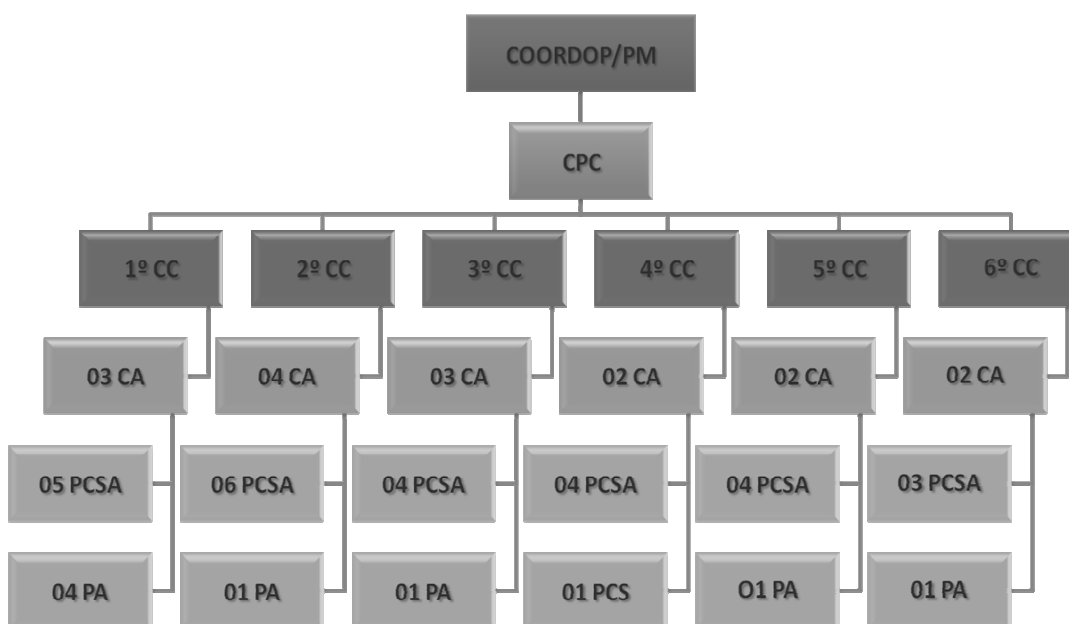 COORDOP/PM
CPC
1º CC
2º CC
3º CC
4º CC
5º CC
6º CC
03 CA
04 CA
03 CA
02 CA
02 CA
02 CA
05 PCSA
06 PCSA
04 PCSA
04 PCSA
04 PCSA
03 PCSA
04 PA
01 PA
01 PA
01 PCS
O1 PA
01 PA